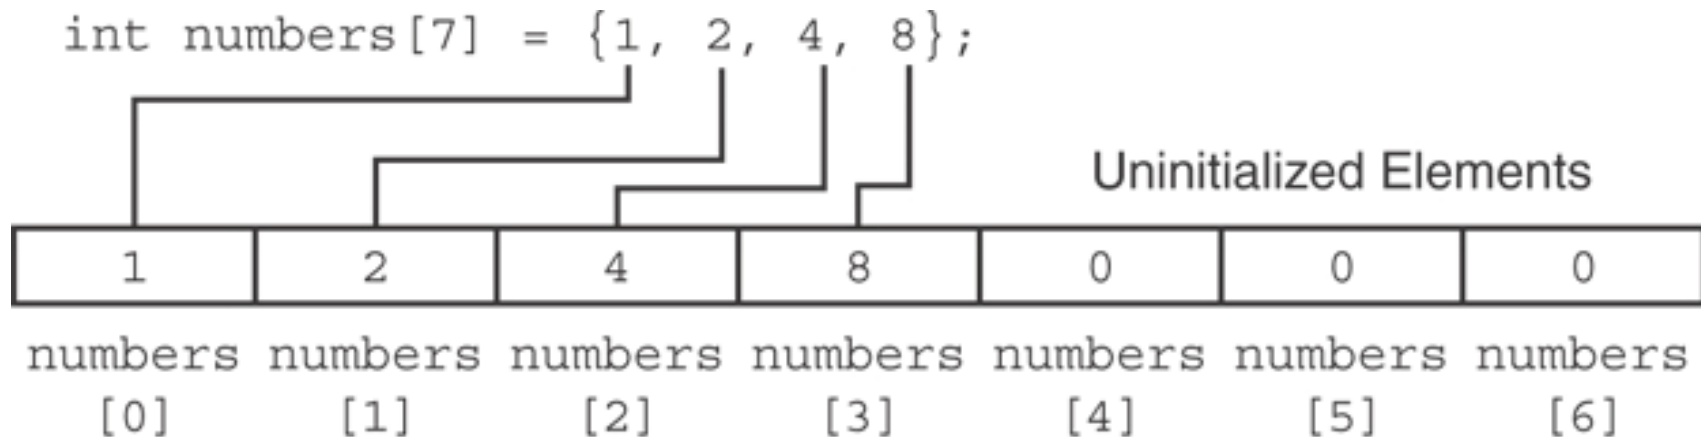 int numbers[7] = {1, 2, 4, 8};
Uninitialized Elements
1 2 4 8 0 0 0
numbers numbers numbers numbers numbers numbers numbers
[0] [1] [2] [3] [4] [5] [6]